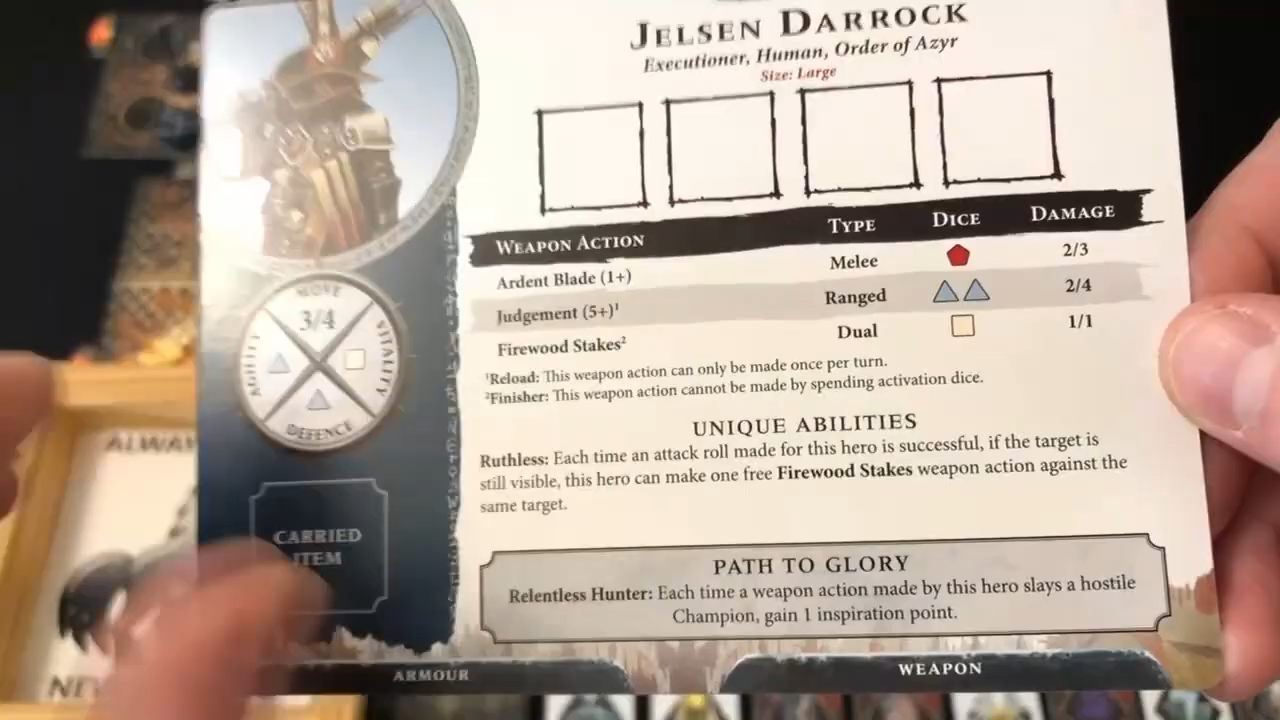 JELSEN DARROCK
Executioner, Human, Order of Azyr
Size: Large
WEAPON ACTION TYPE DICE DAMAGE
Ardent Blade (1+) Melee 2/3
Judgement (5+)¹ Ranged 2/4
Firewood Stakes² Dual 1/1
¹Reload: This weapon action can only be made once per turn.
²Finisher: This weapon action cannot be made by spending activation dice.
UNIQUE ABILITIES
Ruthless: Each time an attack roll made for this hero is successful, if the target is
still visible, this hero can make one free Firewood Stakes weapon action against the
same target.
PATH TO GLORY
Relentless Hunter: Each time a weapon action made by this hero slays a hostile
Champion, gain 1 inspiration point.
MOVE
3/4
AGILITY
VITALITY
DEFENCE
CARRIED
ITEM
ARMOUR
WEAPON
ALWAY
NEV